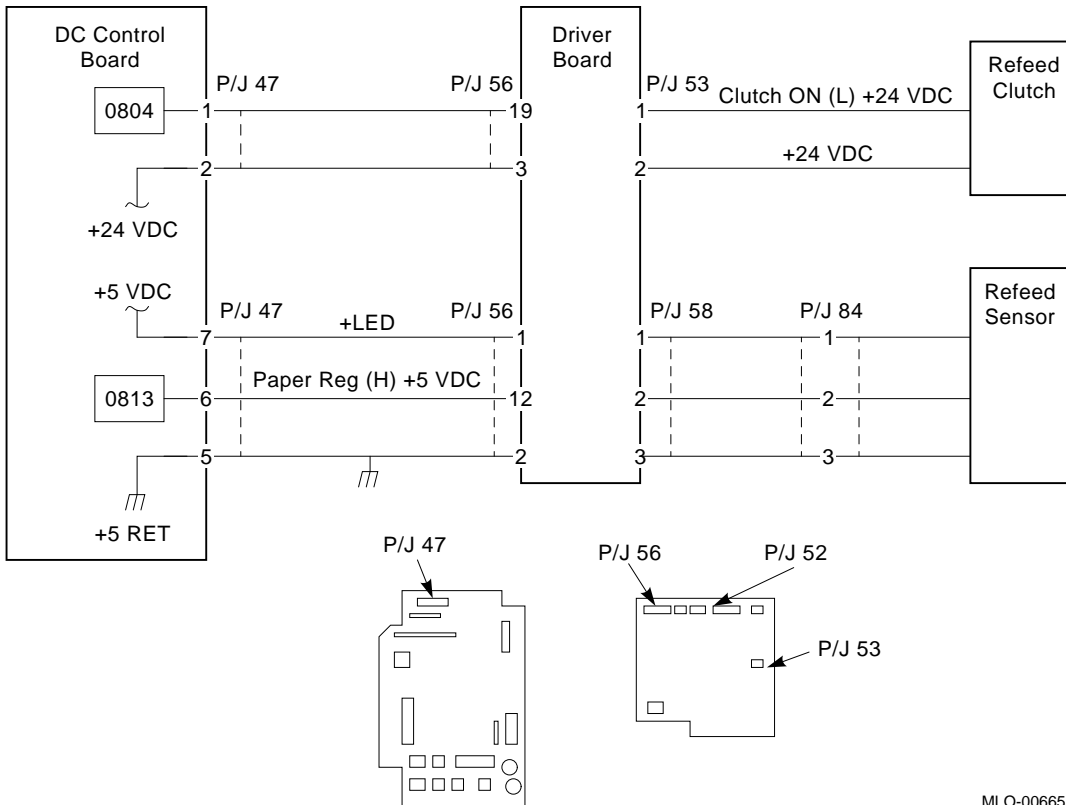 DC Control
Board
Driver
Board
Refeed
Clutch
P/J 47
P/J 56
P/J 53
Clutch ON (L) +24 VDC
0804
1
19
1
+24 VDC
2
3
2
+24 VDC
+5 VDC
Refeed
Sensor
P/J 47
+LED
P/J 56
P/J 58
P/J 84
7
1
1
1
Paper Reg (H) +5 VDC
0813
6
12
2
2
5
2
3
3
+5 RET
P/J 47
P/J 56
P/J 52
P/J 53
MLO-00665